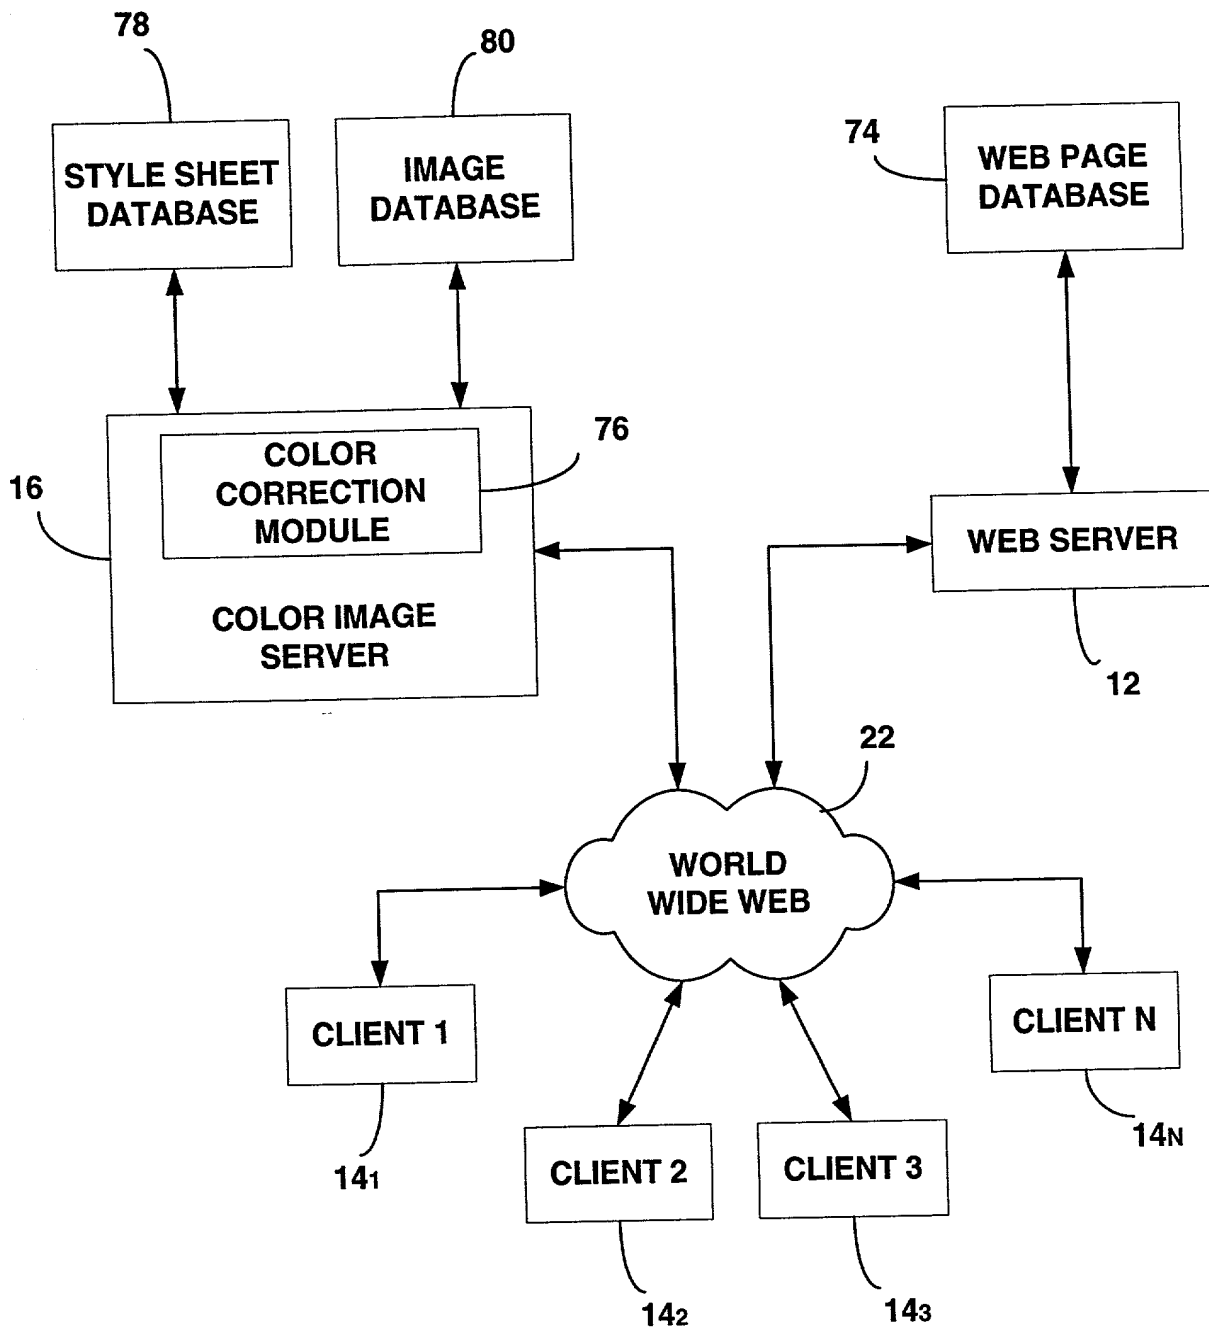 78
80
74
STYLE SHEET
DATABASE
IMAGE
DATABASE
WEB PAGE
DATABASE
16
COLOR
CORRECTION
MODULE
76
COLOR IMAGE
SERVER
WEB SERVER
12
22
WORLD
WIDE WEB
CLIENT 1
CLIENT 2
CLIENT 3
CLIENT N
141
142
143
14N